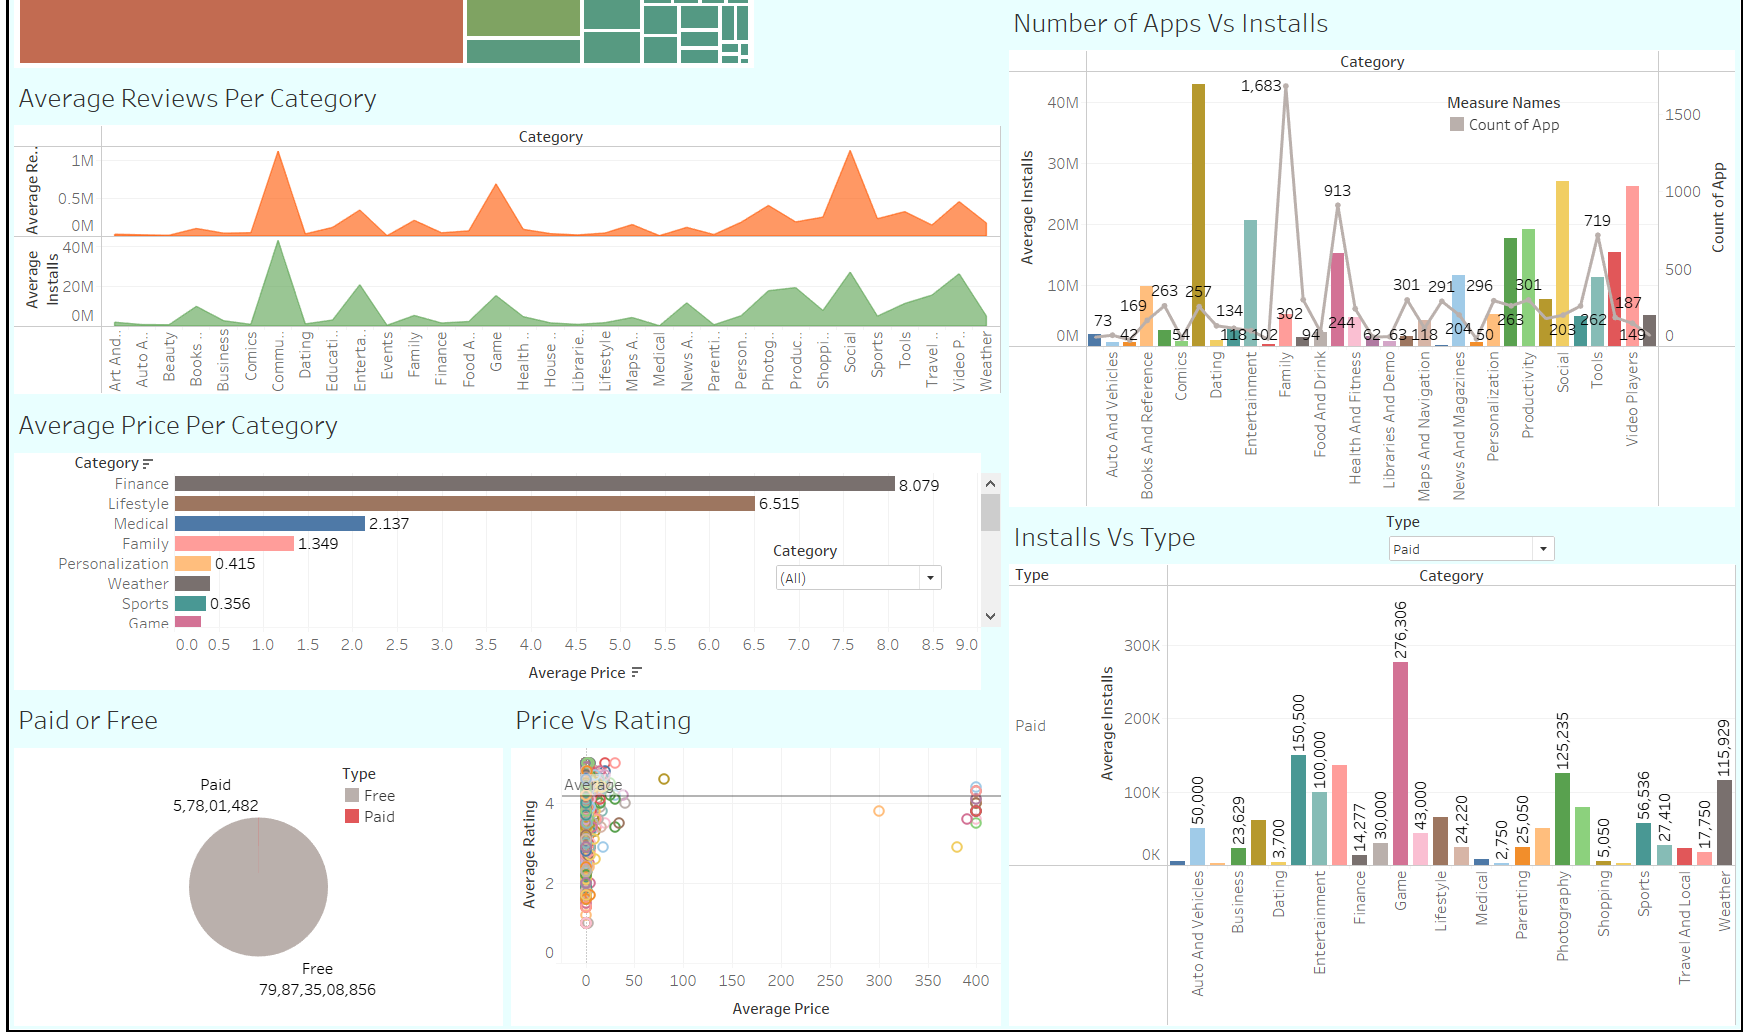 Average Reviews Per Category
Category
Average Re..
1M
0.5M
0M
Average
Installs
40M
20M
0M
Art And..
Auto A..
Beauty
Books ..
Business
Comics
Commu..
Dating
Educati..
Enterta..
Events
Family
Finance
Food A..
Game
Health ..
House ..
Librarie..
Lifestyle
Maps A..
Medical
News A..
Parenti..
Person..
Photog..
Produc..
Shoppi..
Social
Sports
Tools
Travel ..
Video P..
Weather
Average Price Per Category
Category
Finance 8.079
Lifestyle 6.515
Medical 2.137
Family 1.349
Personalization 0.415
Weather
Sports 0.356
Game
Category
(All)
0.0 0.5 1.0 1.5 2.0 2.5 3.0 3.5 4.5 5.0 6.0 7.0 7.5 8.0 8.5 9.0
Average Price
Paid or Free
Paid
5,78,01,482
Type
Free
Paid
Free
79,87,35,08,856
Price Vs Rating
Average
Average Rating
4
2
0
0 50 100 150 200 250 300 350 400
Average Price
Number of Apps Vs Installs
Category
Measure Names
Count of App
Average Installs
40M
30M
20M
10M
0M
1500
1000
500
0
Count of App
73
42
169
263
54
257
134
118
102
1,683
302
94
913
244
62
63
301
118
291
204
296
50
263
301
203
719
262
187
149
Auto And Vehicles
Books And Reference
Comics
Dating
Entertainment
Family
Food And Drink
Health And Fitness
Libraries And Demo
Maps And Navigation
News And Magazines
Personalization
Productivity
Social
Tools
Video Players
Installs Vs Type
Type
Paid
Type
Category
Paid
Average Installs
300K
200K
100K
0K
50,000
23,629
3,700
150,500
100,000
14,277
30,000
276,306
43,000
24,220
2,750
25,050
125,235
5,050
56,536
27,410
17,750
115,929
Auto And Vehicles
Business
Dating
Entertainment
Finance
Game
Lifestyle
Medical
Parenting
Photography
Shopping
Sports
Travel And Local
Weather